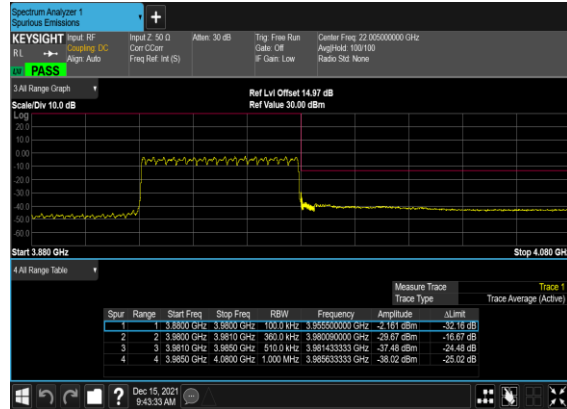 Spectrum Analyzer 1
Spurious Emissions
+
KEYSIGHT Input: RF
R L Coupling: DC
Align: Auto
Input Z: 50 Ω
Corr CCorr
Freq Ref: Int (S)
Atten: 30 dB
Trig: Free Run
Gate: Off
IF Gain: Low
Center Freq: 22.005000000 GHz
Avg|Hold: 100/100
Radio Std: None
PASS
3 All Range Graph
Ref Lvl Offset 14.97 dB
Scale/Div 10.0 dB Ref Value 30.00 dBm
Log
20.0
10.0
0.00
-10.0
-20.0
-30.0
-40.0
-50.0
-60.0
Start 3.880 GHz Stop 4.080 GH
4 All Range Table
Measure Trace Trace 1
Trace Type Trace Average (Active)
Spur Range Start Freq Stop Freq RBW Frequency Amplitude ΔLimit
1 1 3.8800 GHz 3.9800 GHz 100.0 kHz 3.955500000 GHz -2.161 dBm -32.16 dB
2 2 3.9800 GHz 3.9810 GHz 360.0 kHz 3.980090000 GHz -29.67 dBm -16.67 dB
3 3 3.9810 GHz 3.9850 GHz 510.0 kHz 3.981433333 GHz -37.48 dBm -24.48 dB
4 4 3.9850 GHz 4.0800 GHz 1.000 MHz 3.985633333 GHz -38.02 dBm -25.02 dB
? Dec 15, 2021
9:43:33 AM